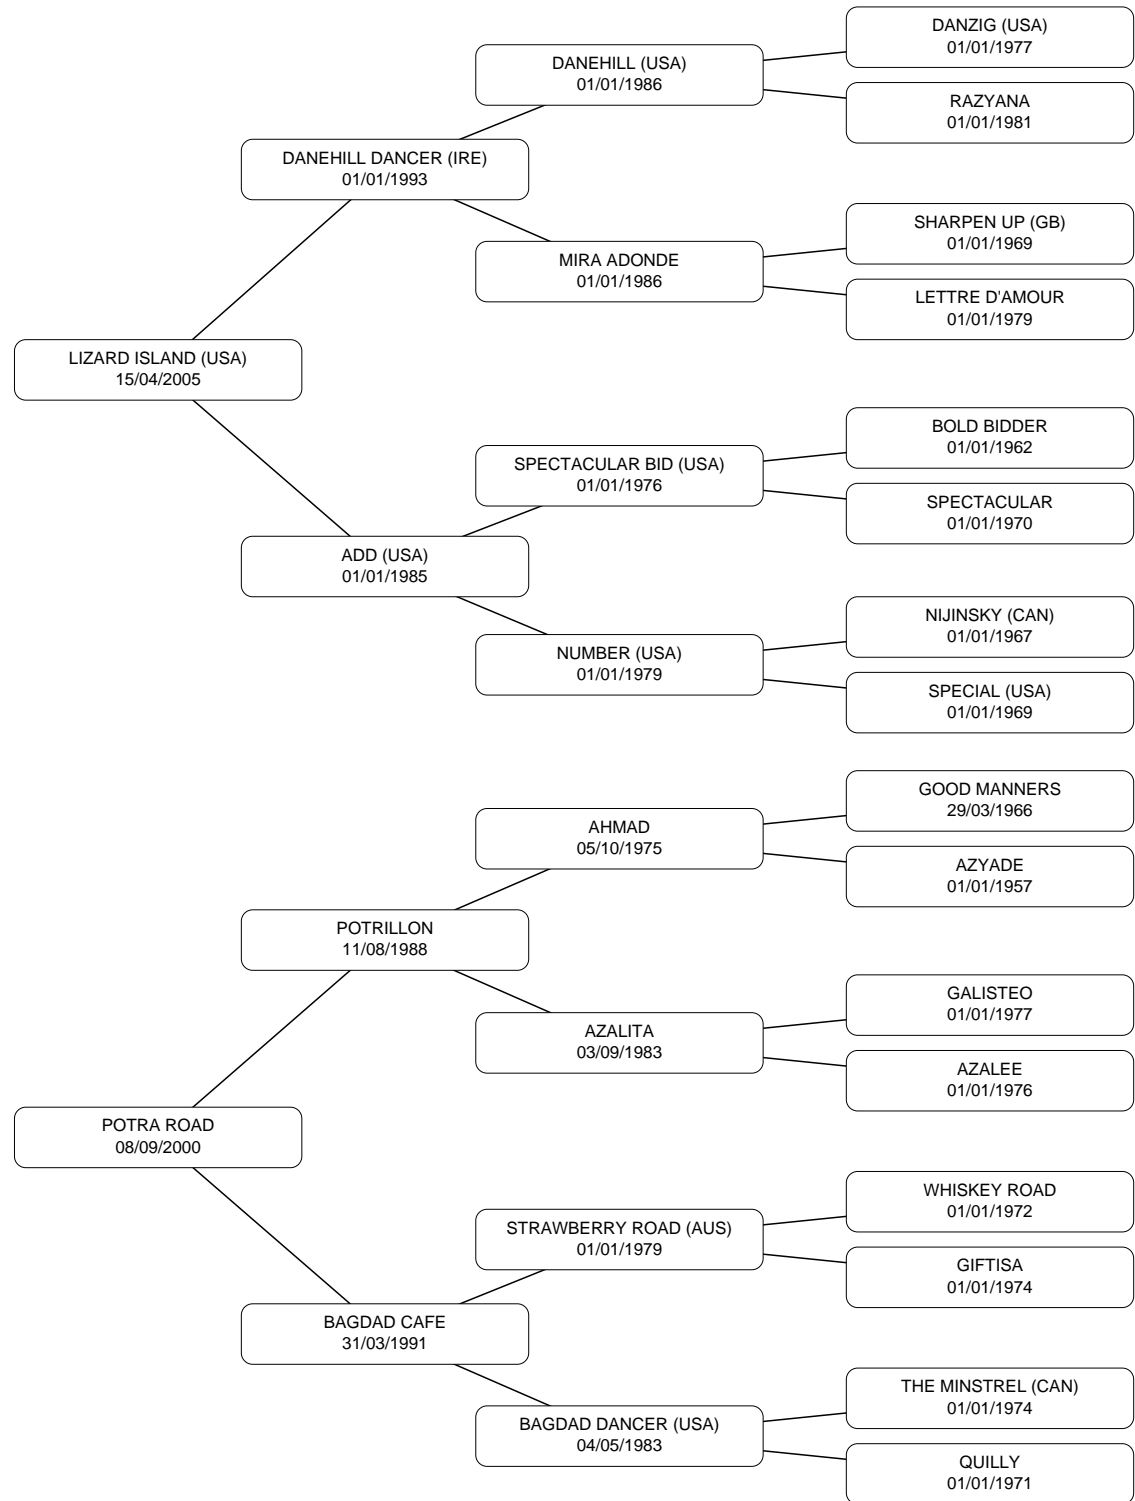 DANZIG (USA)
01/01/1977
DANEHILL (USA)
01/01/1986
RAZYANA
01/01/1981
DANEHILL DANCER (IRE)
01/01/1993
SHARPEN UP (GB)
01/01/1969
MIRA ADONDE
01/01/1986
LETTRE D'AMOUR
01/01/1979
LIZARD ISLAND (USA)
15/04/2005
BOLD BIDDER
01/01/1962
SPECTACULAR BID (USA)
01/01/1976
SPECTACULAR
01/01/1970
ADD (USA)
01/01/1985
NIJINSKY (CAN)
01/01/1967
NUMBER (USA)
01/01/1979
SPECIAL (USA)
01/01/1969
GOOD MANNERS
29/03/1966
AHMAD
05/10/1975
AZYADE
01/01/1957
POTRILLON
11/08/1988
GALISTEO
01/01/1977
AZALITA
03/09/1983
AZALEE
01/01/1976
POTRA ROAD
08/09/2000
WHISKEY ROAD
01/01/1972
STRAWBERRY ROAD (AUS)
01/01/1979
GIFTISA
01/01/1974
BAGDAD CAFE
31/03/1991
THE MINSTREL (CAN)
01/01/1974
BAGDAD DANCER (USA)
04/05/1983
QUILLY
01/01/1971